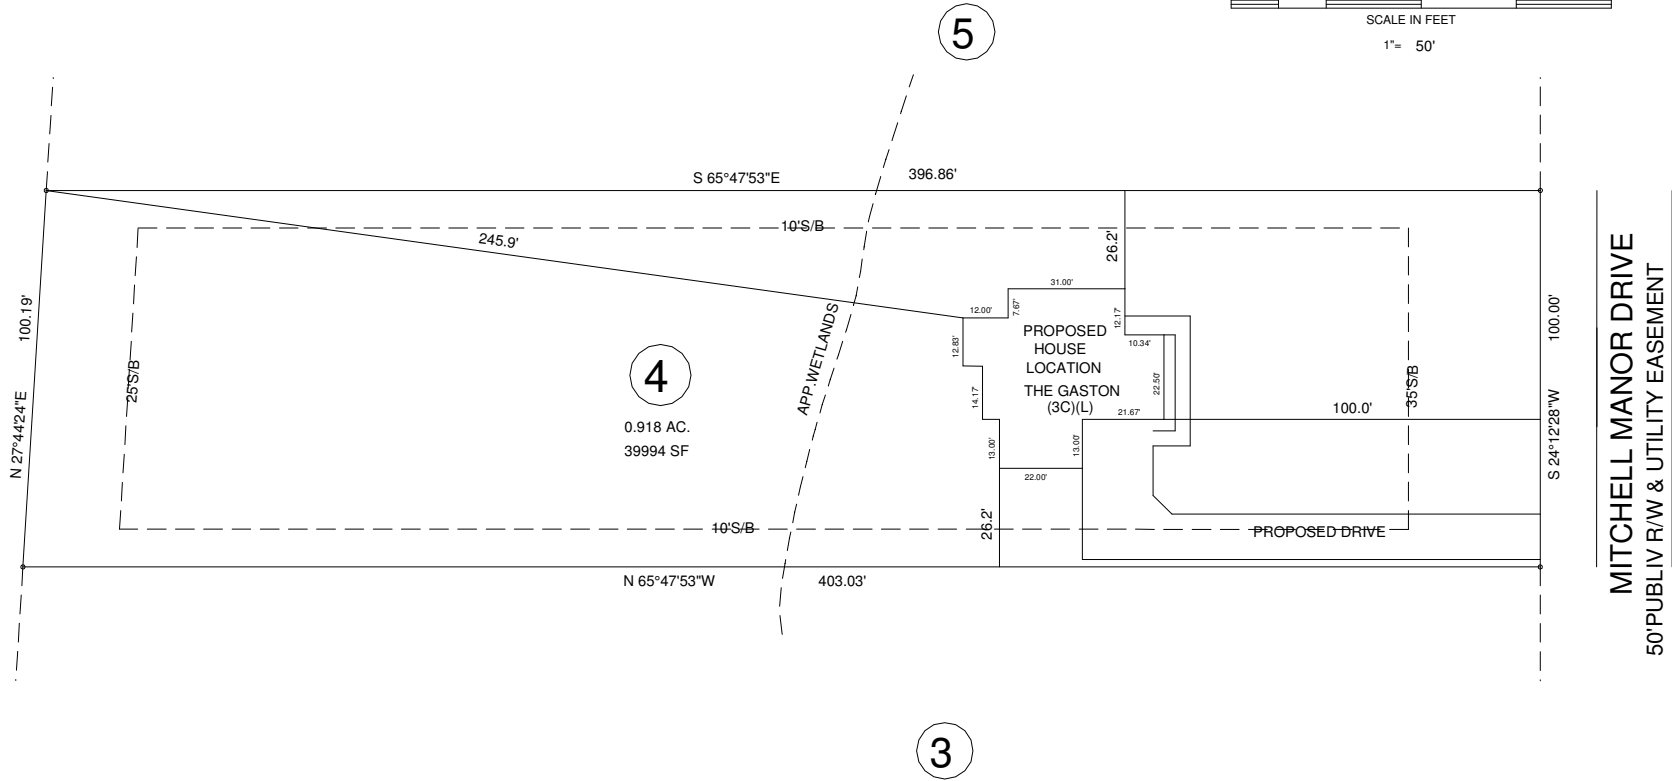 5
SCALE IN FEET
1"= 50'
S 65°47'53"E 396.86'
10'S/B
245.9'
26.2'
100.19'
N 27°44'24"E
25'S/B
31.00'
12.00'
7.67'
12.17'
12.83'
10.34'
14.17'
22.50'
21.67'
13.00'
13.00'
22.00'
PROPOSED
HOUSE
LOCATION
THE GASTON
(3C)(L)
APP.WETLANDS
4
0.918 AC.
39994 SF
100.0'
35'S/B
100.00'
S 24°12'28"W
MITCHELL MANOR DRIVE
50'PUBLIV R/W & UTILITY EASEMENT
10'S/B
26.2'
PROPOSED DRIVE
N 65°47'53"W 403.03'
3